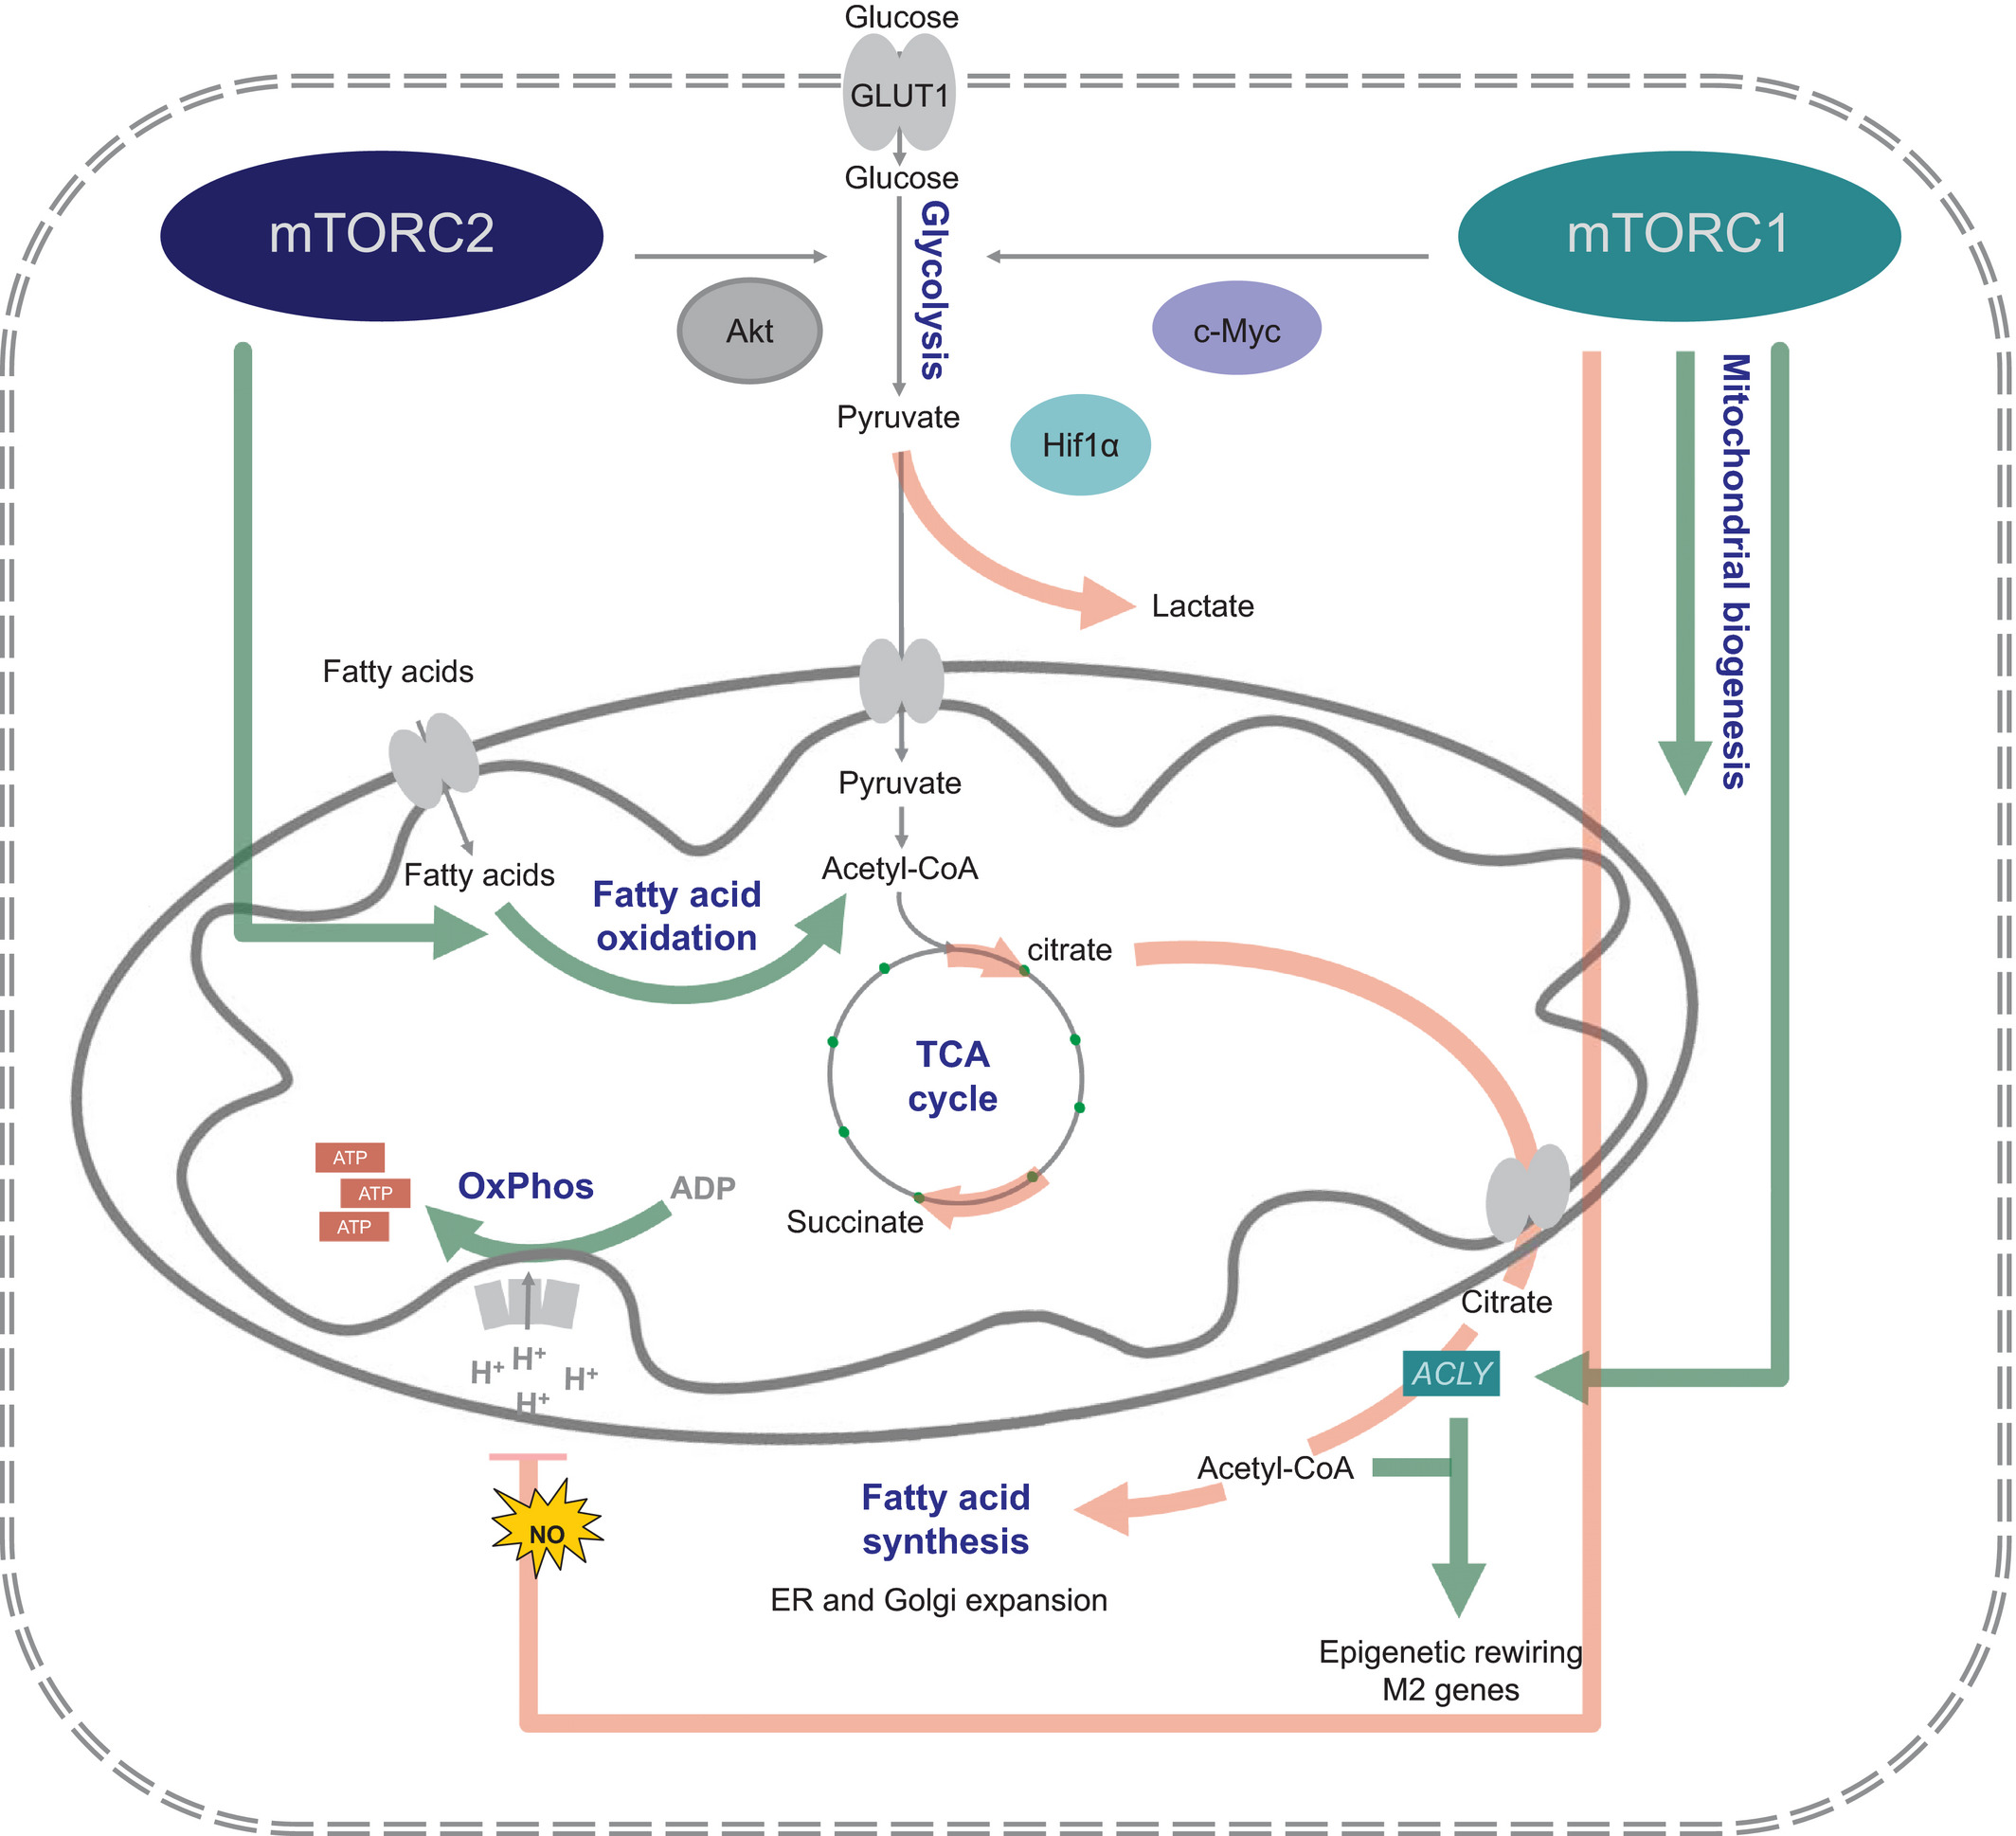 Glucose
GLUT1
Glucose
mTORC2
mTORC1
Glycolysis
Akt
c-Myc
Pyruvate
Hif1α
Mitochondrial biogenesis
Lactate
Fatty acids
Pyruvate
Fatty acids
Acetyl-CoA
Fatty acid
oxidation
citrate
TCA
cycle
ATP
ATP
ATP
OxPhos
ADP
Succinate
Citrate
H+
H+
H+
H+
ACLY
Acetyl-CoA
Fatty acid
synthesis
NO
ER and Golgi expansion
Epigenetic rewiring
M2 genes